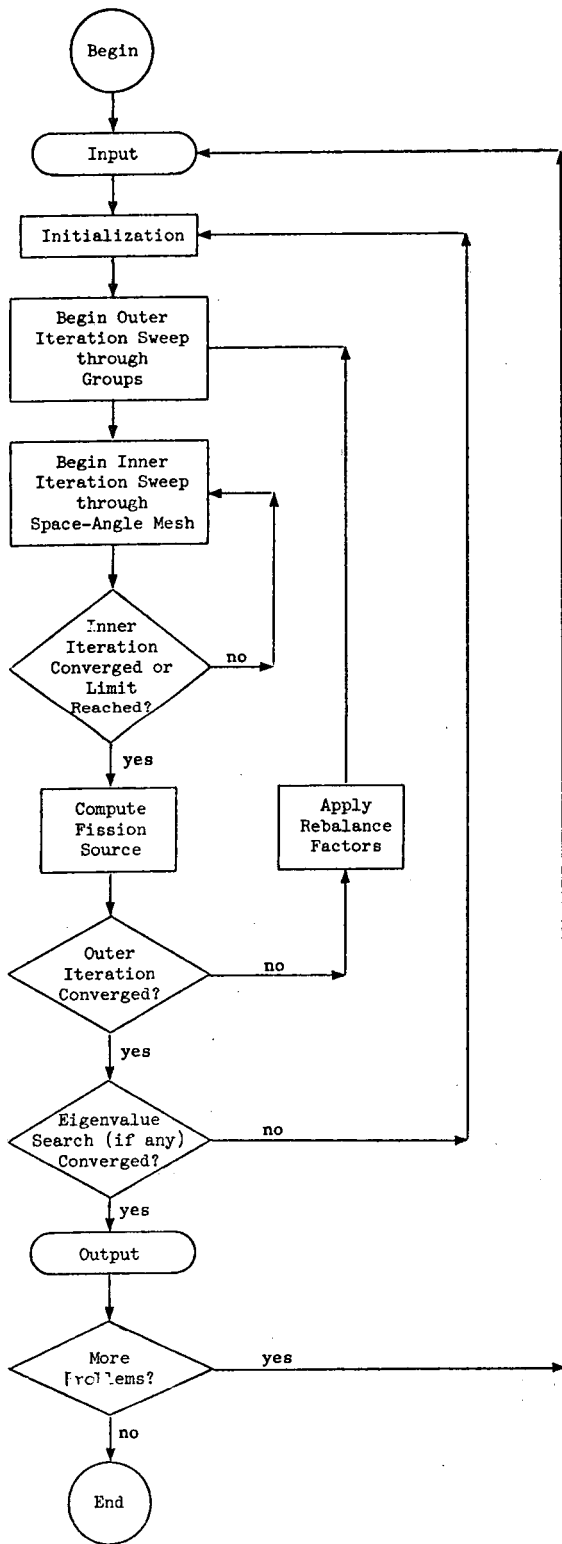 Begin
Input
Initialization
Begin Outer
Iteration Sweep
through
Groups
Begin Inner
Iteration Sweep
through
Space-Angle Mesh
Inner
Iteration
Converged or
Limit
Reached?
no
yes
Compute
Fission
Source
Apply
Rebalance
Factors
Outer
Iteration
Converged?
no
yes
Eigenvalue
Search (if any)
Converged?
no
yes
Output
More
Problems?
yes
no
End